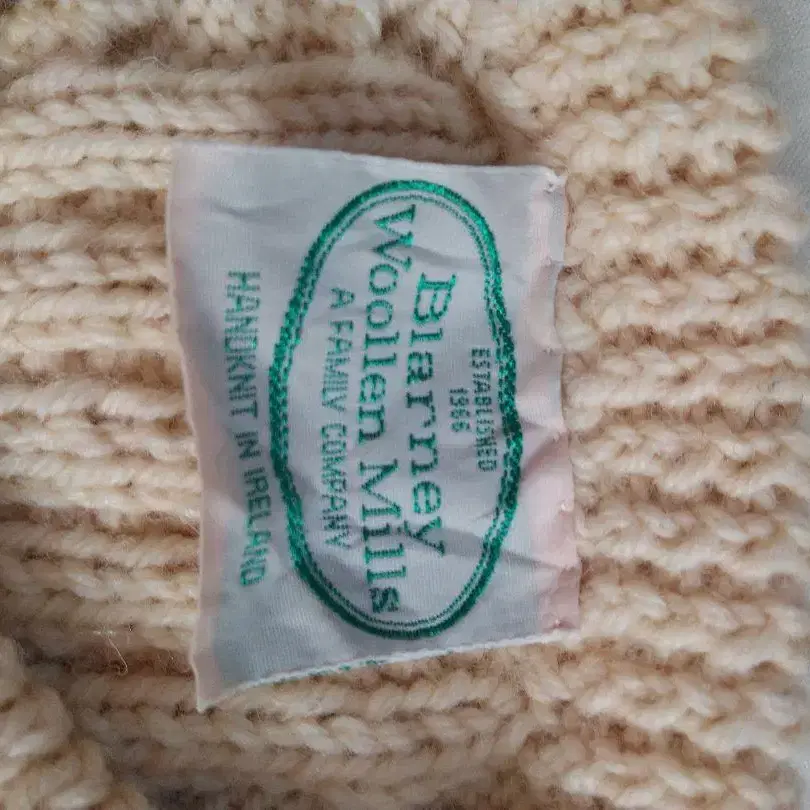 ESTABLISHED
1966
Blarney
Woollen Mills
A FAMILY COMPANY
HANDKNIT IN IRELAND